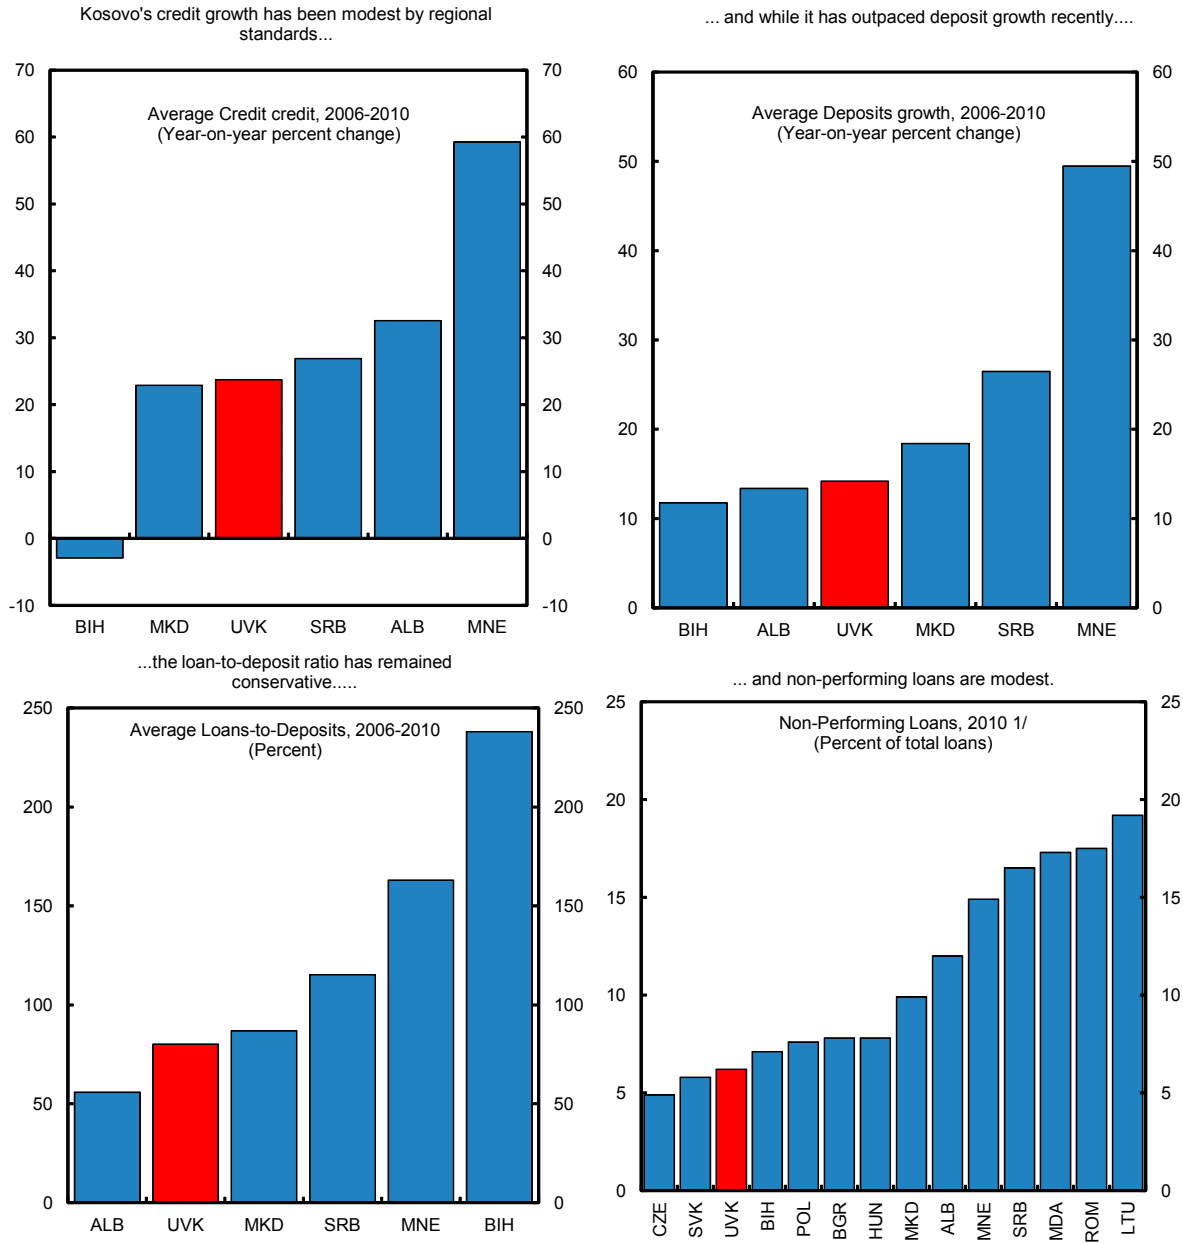 Kosovo's credit growth has been modest by regional
standards...
70
60
50
40
30
20
10
0
-10
Average Credit credit, 2006-2010
(Year-on-year percent change)
70
60
50
40
30
20
10
0
-10
BIH MKD UVK SRB ALB MNE
... and while it has outpaced deposit growth recently....
60
50
40
30
20
10
0
Average Deposits growth, 2006-2010
(Year-on-year percent change)
60
50
40
30
20
10
0
BIH ALB UVK MKD SRB MNE
...the loan-to-deposit ratio has remained
conservative.....
250
200
150
100
50
0
Average Loans-to-Deposits, 2006-2010
(Percent)
250
200
150
100
50
0
ALB UVK MKD SRB MNE BIH
... and non-performing loans are modest.
25
20
15
10
5
0
Non-Performing Loans, 2010 1/
(Percent of total loans)
25
20
15
10
5
0
CZE
SVK
UVK
BIH
POL
BGR
HUN
MKD
ALB
MNE
SRB
MDA
ROM
LTU